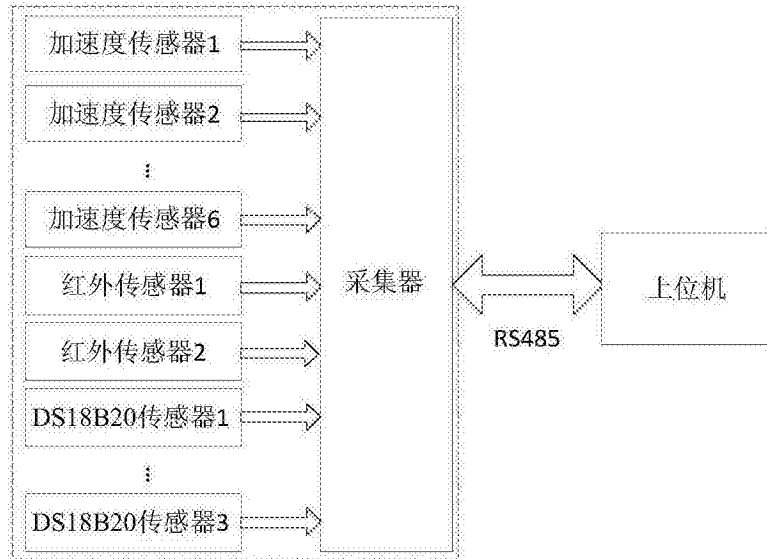 加速度传感器1
加速度传感器2
...
加速度传感器6
红外传感器1
红外传感器2
DS18B20传感器1
...
DS18B20传感器3
采集器
RS485
上位机